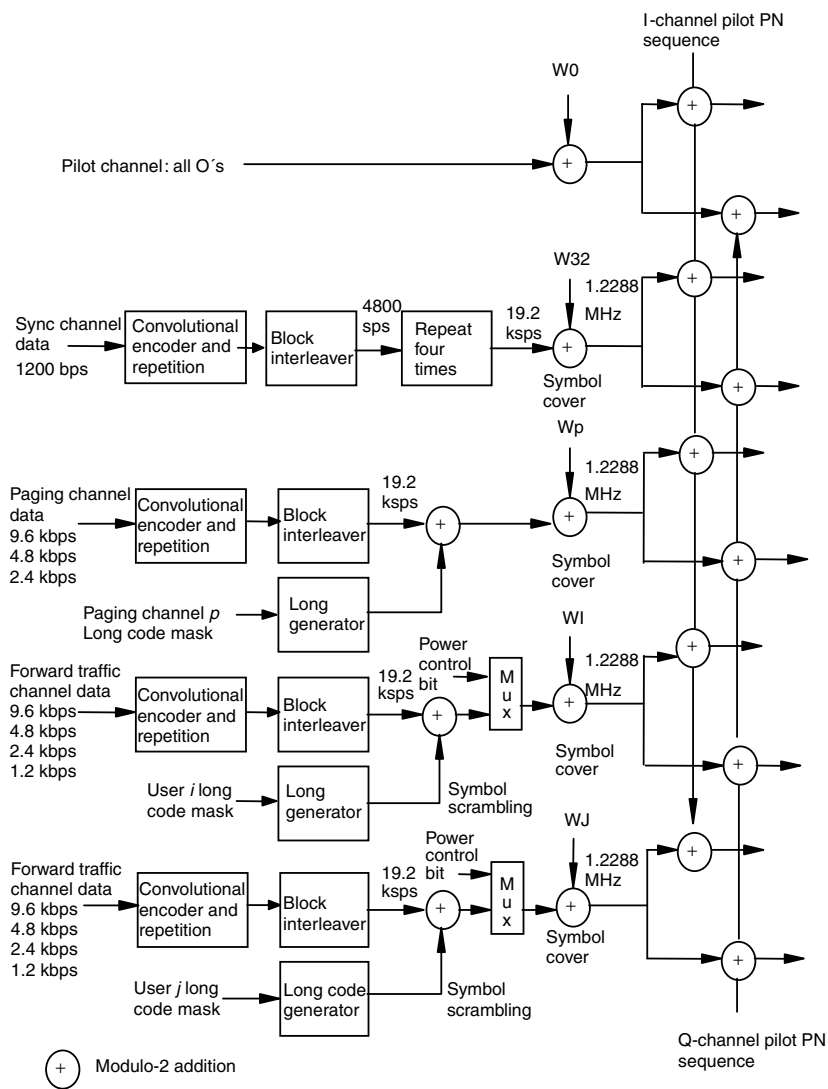 I-channel pilot PN
sequence
W0
+
Pilot channel: all O´s
+
+
W32
+
1.2288
MHz
4800
sps
19.2
ksps
Sync channel
data
1200 bps
Convolutional
encoder and
repetition
Block
interleaver
Repeat
four
times
+
Symbol
cover
+
Wp
+
1.2288
MHz
19.2
ksps
Paging channel
data
9.6 kbps
4.8 kbps
2.4 kbps
Convolutional
encoder and
repetition
Block
interleaver
+
+
Symbol
cover
+
Paging channel p
Long code mask
Long
generator
WI
+
1.2288
MHz
Power
control
bit
Mux
19.2
ksps
Forward traffic
channel data
9.6 kbps
4.8 kbps
2.4 kbps
1.2 kbps
Convolutional
encoder and
repetition
Block
interleaver
+
+
Symbol
cover
+
User i long
code mask
Long
generator
Symbol
scrambling
WJ
+
1.2288
MHz
Power
control
bit
Mux
19.2
ksps
Forward traffic
channel data
9.6 kbps
4.8 kbps
2.4 kbps
1.2 kbps
Convolutional
encoder and
repetition
Block
interleaver
+
+
Symbol
cover
+
User j long
code mask
Long code
generator
Symbol
scrambling
Q-channel pilot PN
sequence
+
Modulo-2 addition